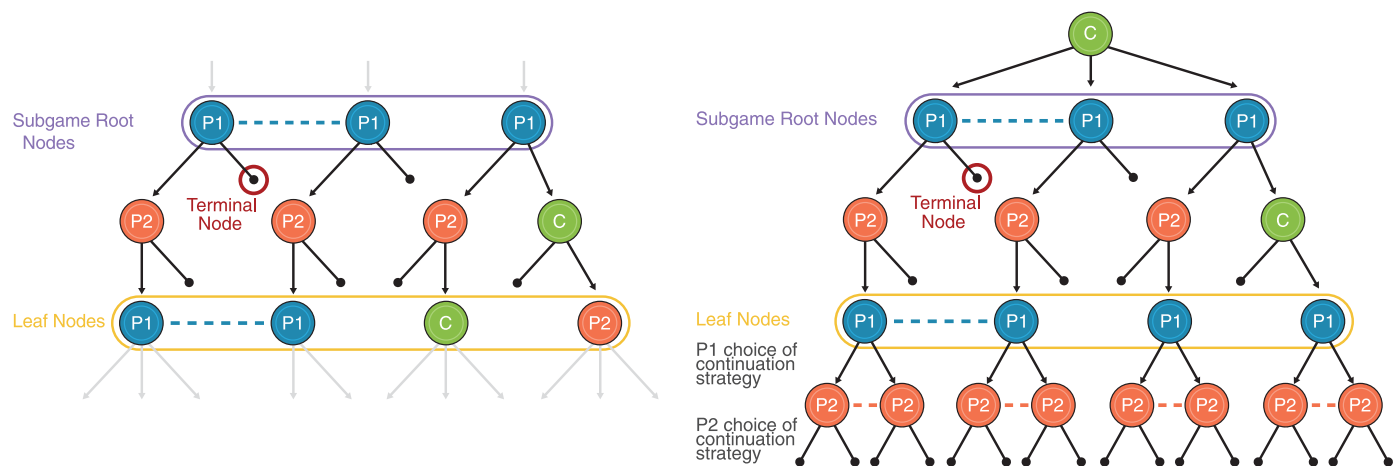 Subgame Root
Nodes
P1
P1
P1
Terminal
Node
P2
P2
P2
C
Leaf Nodes
P1
P1
C
P2
C
Subgame Root Nodes
P1
P1
P1
Terminal
Node
P2
P2
P2
C
Leaf Nodes
P1
P1
P1
P1
P1 choice of
continuation
strategy
P2
P2
P2
P2
P2
P2
P2
P2
P2 choice of
continuation
strategy